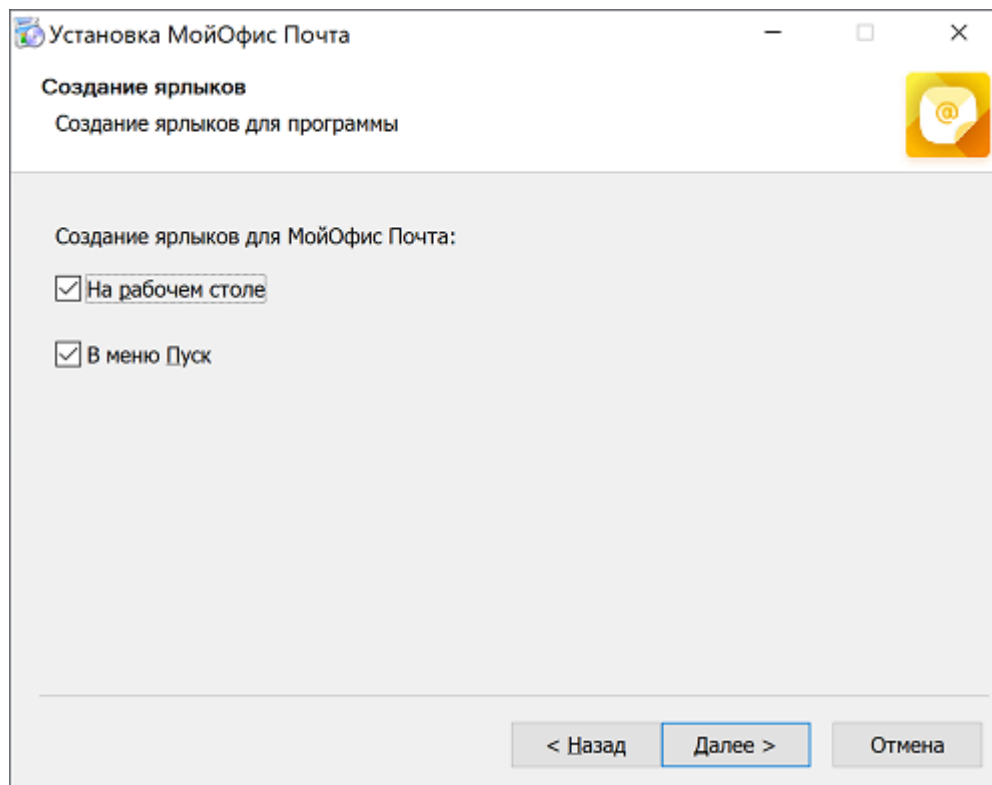 Установка МойОфис Почта
Создание ярлыков
Создание ярлыков для программы
@
Создание ярлыков для МойОфис Почта:
На рабочем столе
В меню Пуск
< Назад
Далее >
Отмена